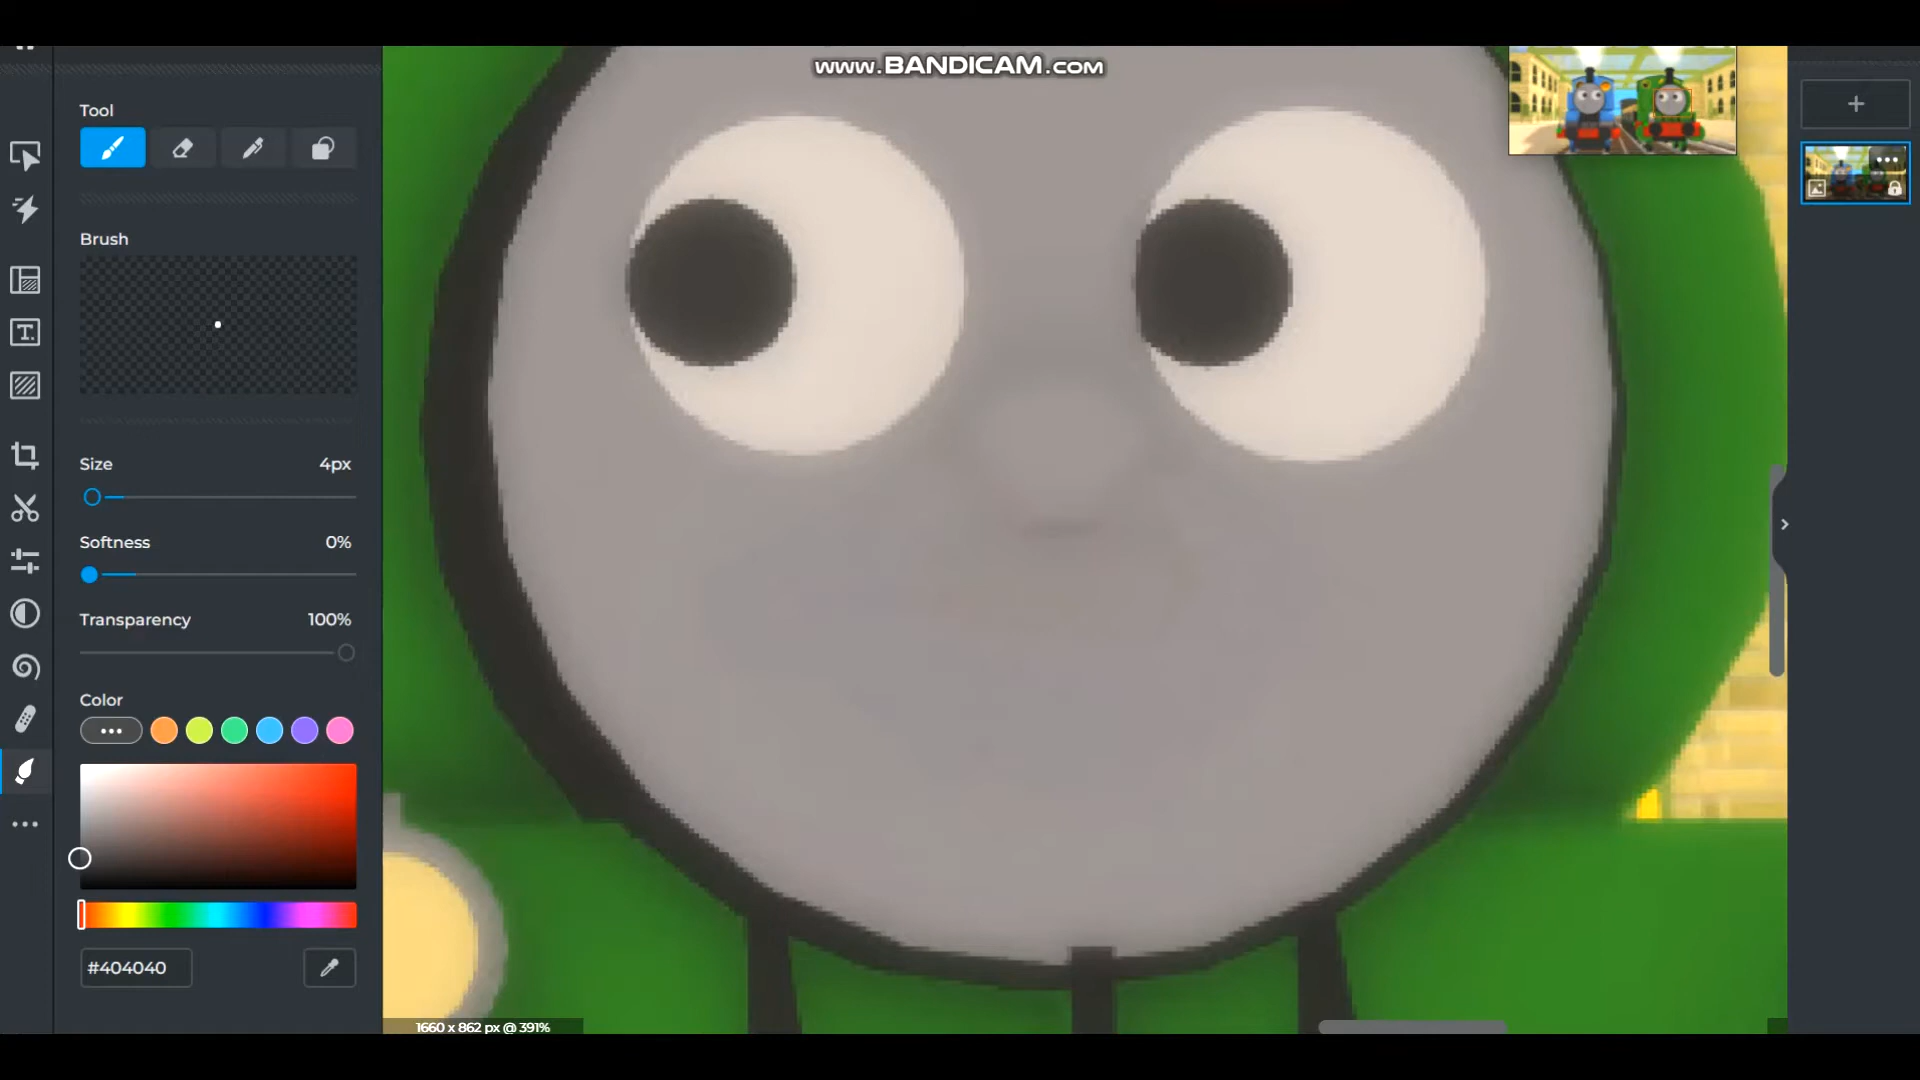 www.BANDICAM.com
Tool
Brush
Size 4px
Softness 0%
Transparency 100%
Color
#404040
1660 x 862 px @ 391%